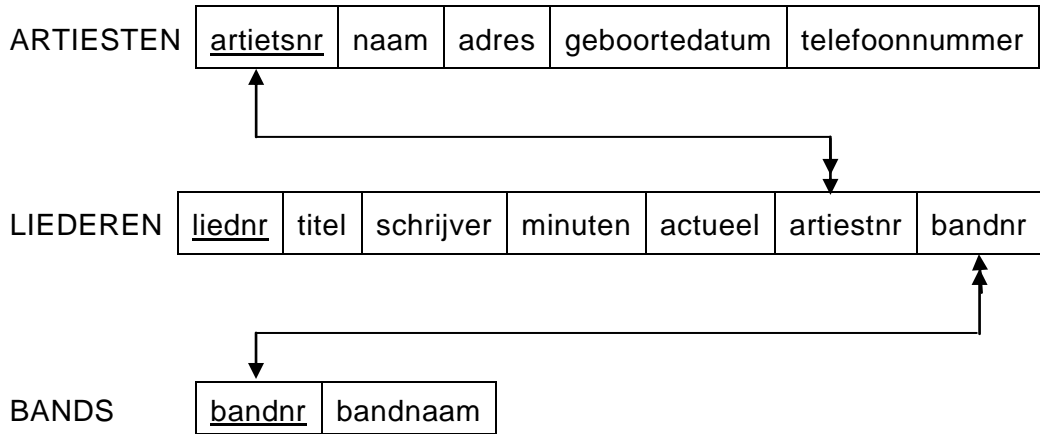 ARTIESTEN artietsnr naam adres geboortedatum telefoonnummer
LIEDEREN liednr titel schrijver minuten actueel artiestnr bandnr
BANDS bandnr bandnaam